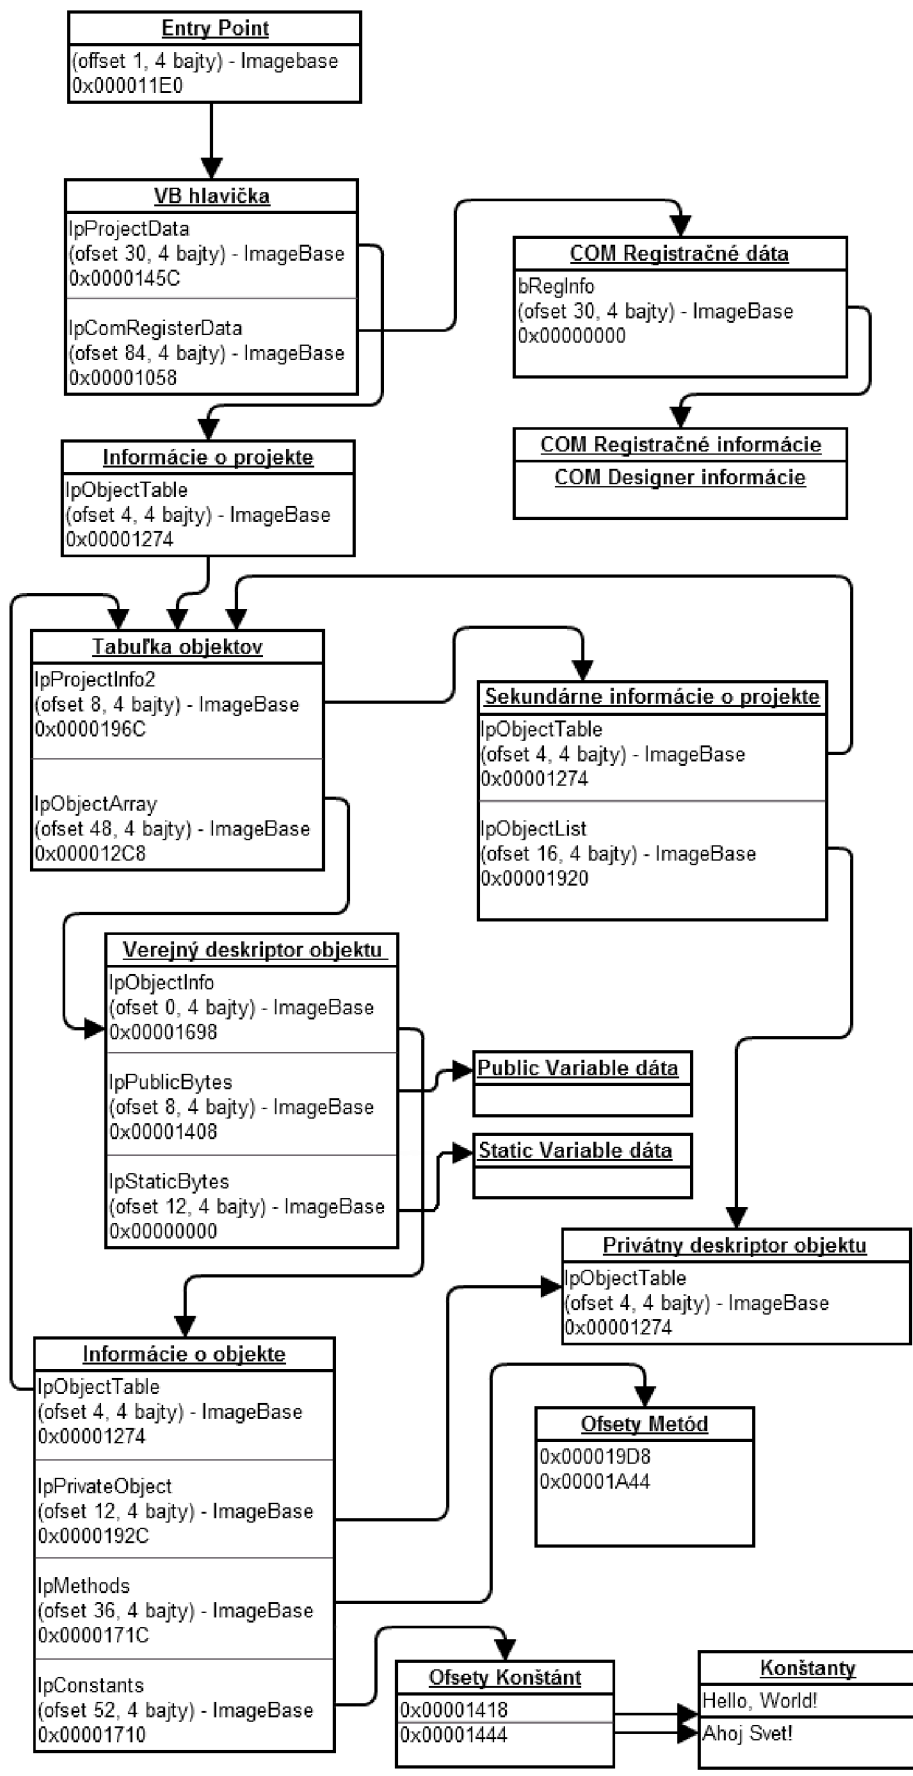 Entry Point
(offset 1, 4 bajty) - Imagebase
0x000011E0
VB hlavička
lpProjectData
(ofset 30, 4 bajty) - ImageBase
0x0000145C
lpComRegisterData
(ofset 84, 4 bajty) - ImageBase
0x00001058
COM Registračné dáta
bRegInfo
(ofset 30, 4 bajty) - ImageBase
0x00000000
COM Registračné informácie
COM Designer informácie
Informácie o projekte
lpObjectTable
(ofset 4, 4 bajty) - ImageBase
0x00001274
Tabuľka objektov
lpProjectInfo2
(ofset 8, 4 bajty) - ImageBase
0x0000196C
lpObjectArray
(ofset 48, 4 bajty) - ImageBase
0x000012C8
Sekundárne informácie o projekte
lpObjectTable
(ofset 4, 4 bajty) - ImageBase
0x00001274
lpObjectList
(ofset 16, 4 bajty) - ImageBase
0x00001920
Verejný deskriptor objektu
lpObjectInfo
(ofset 0, 4 bajty) - ImageBase
0x00001698
lpPublicBytes
(ofset 8, 4 bajty) - ImageBase
0x00001408
lpStaticBytes
(ofset 12, 4 bajty) - ImageBase
0x00000000
Public Variable dáta
Static Variable dáta
Privátny deskriptor objektu
lpObjectTable
(ofset 4, 4 bajty) - ImageBase
0x00001274
Informácie o objekte
lpObjectTable
(ofset 4, 4 bajty) - ImageBase
0x00001274
lpPrivateObject
(ofset 12, 4 bajty) - ImageBase
0x0000192C
lpMethods
(ofset 36, 4 bajty) - ImageBase
0x0000171C
lpConstants
(ofset 52, 4 bajty) - ImageBase
0x00001710
Ofsety Metód
0x000019D8
0x00001A44
Ofsety Konštánt
0x00001418
0x00001444
Konštanty
Hello, World!
Ahoj Svet!